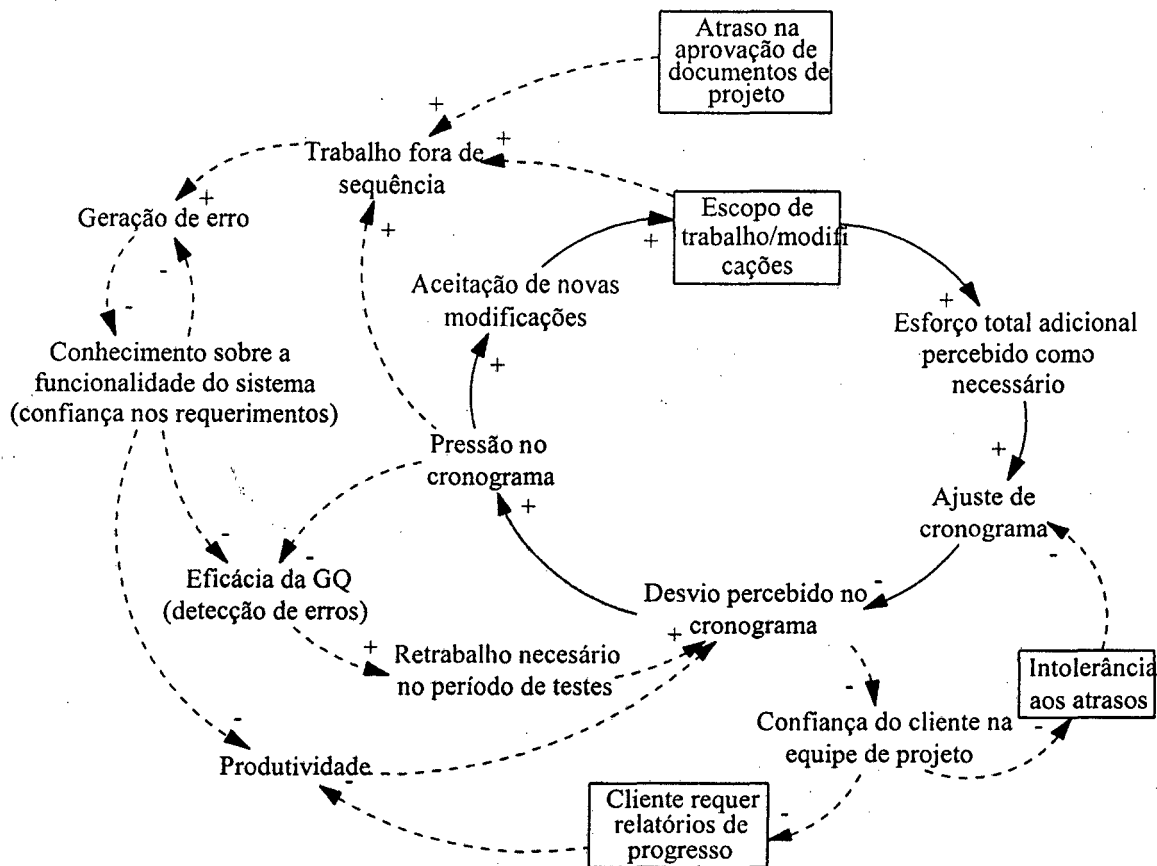 Atraso na
aprovação de
documentos de
projeto
+
+
Trabalho fora de
sequência
+
Geração de erro
+
Escopo de
trabalho/modifi
cações
+
-
-
Aceitação de novas
modificações
+
Esforço total adicional
percebido como
necessário
Conhecimento sobre a
funcionalidade do sistema
(confiança nos requerimentos)
+
+
Pressão no
cronograma
+
Ajuste de
cronograma
-
-
-
Eficácia da GQ
(detecção de erros)
-
Desvio percebido no
cronograma
+
+
Retrabalho necesário
no período de testes
Intolerância
aos atrasos
-
-
Confiança do cliente na
equipe de projeto
-
Produtividade
-
Cliente requer
relatórios de
progresso
-